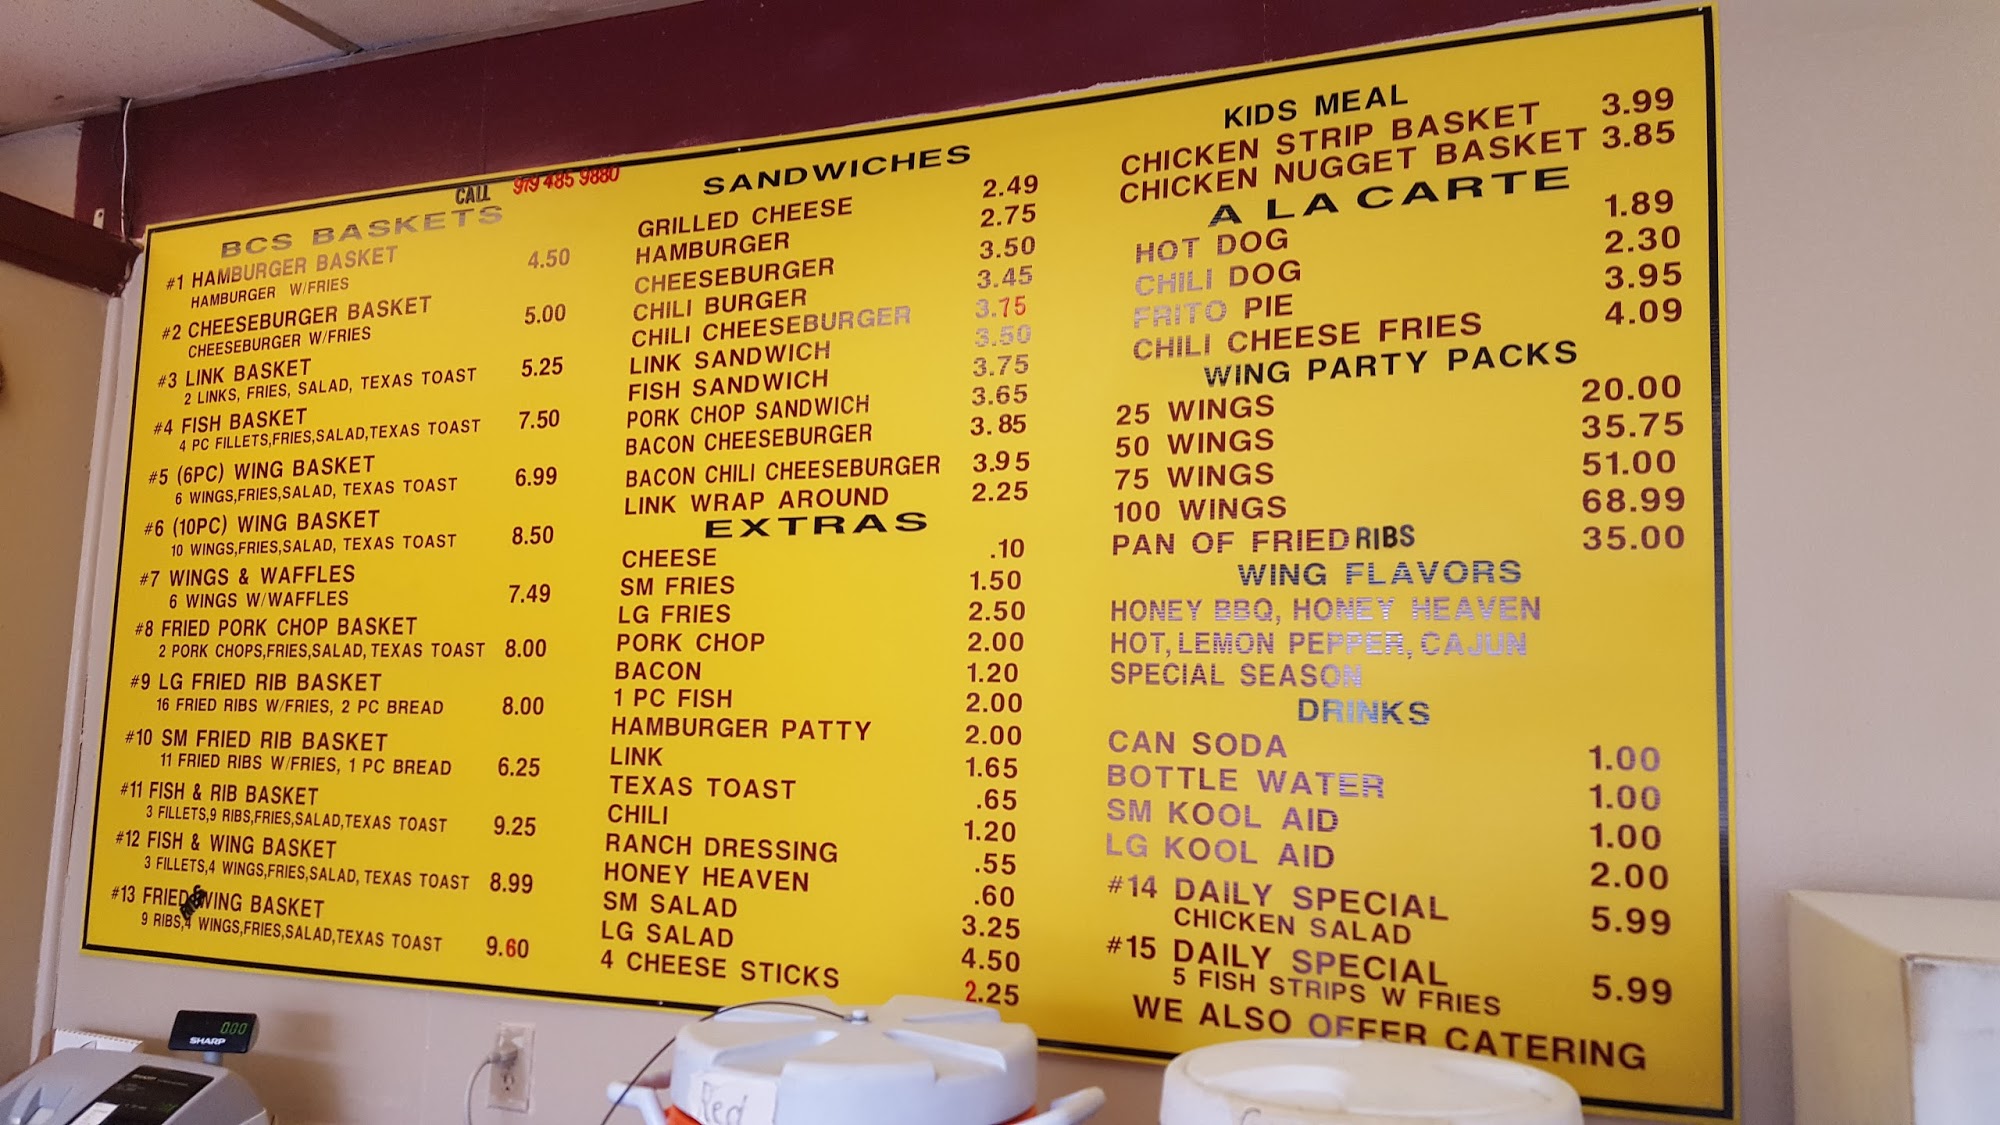 CALL 979 485 9880
BCS BASKETS
#1 HAMBURGER BASKET 4.50
HAMBURGER W/FRIES
#2 CHEESEBURGER BASKET 5.00
CHEESEBURGER W/FRIES
#3 LINK BASKET 5.25
2 LINKS, FRIES, SALAD, TEXAS TOAST
#4 FISH BASKET 7.50
4 PC FILLETS,FRIES,SALAD,TEXAS TOAST
#5 (6PC) WING BASKET 6.99
6 WINGS,FRIES,SALAD, TEXAS TOAST
#6 (10PC) WING BASKET 8.50
10 WINGS,FRIES,SALAD, TEXAS TOAST
#7 WINGS & WAFFLES 7.49
6 WINGS W/WAFFLES
#8 FRIED PORK CHOP BASKET
2 PORK CHOPS,FRIES,SALAD, TEXAS TOAST 8.00
#9 LG FRIED RIB BASKET
16 FRIED RIBS W/FRIES, 2 PC BREAD 8.00
#10 SM FRIED RIB BASKET
11 FRIED RIBS W/FRIES, 1 PC BREAD 6.25
#11 FISH & RIB BASKET
3 FILLETS,9 RIBS,FRIES,SALAD,TEXAS TOAST 9.25
#12 FISH & WING BASKET
3 FILLETS,4 WINGS,FRIES,SALAD, TEXAS TOAST 8.99
#13 FRIED WING BASKET
9 RIBS,4 WINGS,FRIES,SALAD,TEXAS TOAST 9.60
SANDWICHES
GRILLED CHEESE 2.49
HAMBURGER 2.75
CHEESEBURGER 3.50
CHILI BURGER 3.45
CHILI CHEESEBURGER 3.75
LINK SANDWICH 3.50
FISH SANDWICH 3.75
PORK CHOP SANDWICH 3.65
BACON CHEESEBURGER 3.85
BACON CHILI CHEESEBURGER 3.95
LINK WRAP AROUND 2.25
EXTRAS
CHEESE .10
SM FRIES 1.50
LG FRIES 2.50
PORK CHOP 2.00
BACON 1.20
1 PC FISH 2.00
HAMBURGER PATTY 2.00
LINK 1.65
TEXAS TOAST .65
CHILI 1.20
RANCH DRESSING .55
HONEY HEAVEN .60
SM SALAD 3.25
LG SALAD 4.50
4 CHEESE STICKS 2.25
KIDS MEAL
CHICKEN STRIP BASKET 3.99
CHICKEN NUGGET BASKET 3.85
A LA CARTE
HOT DOG 1.89
CHILI DOG 2.30
FRITO PIE 3.95
CHILI CHEESE FRIES 4.09
WING PARTY PACKS
25 WINGS 20.00
50 WINGS 35.75
75 WINGS 51.00
100 WINGS 68.99
PAN OF FRIED RIBS 35.00
WING FLAVORS
HONEY BBQ, HONEY HEAVEN
HOT, LEMON PEPPER, CAJUN
SPECIAL SEASON
DRINKS
CAN SODA 1.00
BOTTLE WATER 1.00
SM KOOL AID 1.00
LG KOOL AID 2.00
#14 DAILY SPECIAL 5.99
CHICKEN SALAD
#15 DAILY SPECIAL 5.99
5 FISH STRIPS W FRIES
WE ALSO OFFER CATERING
0.00
SHARP
Red